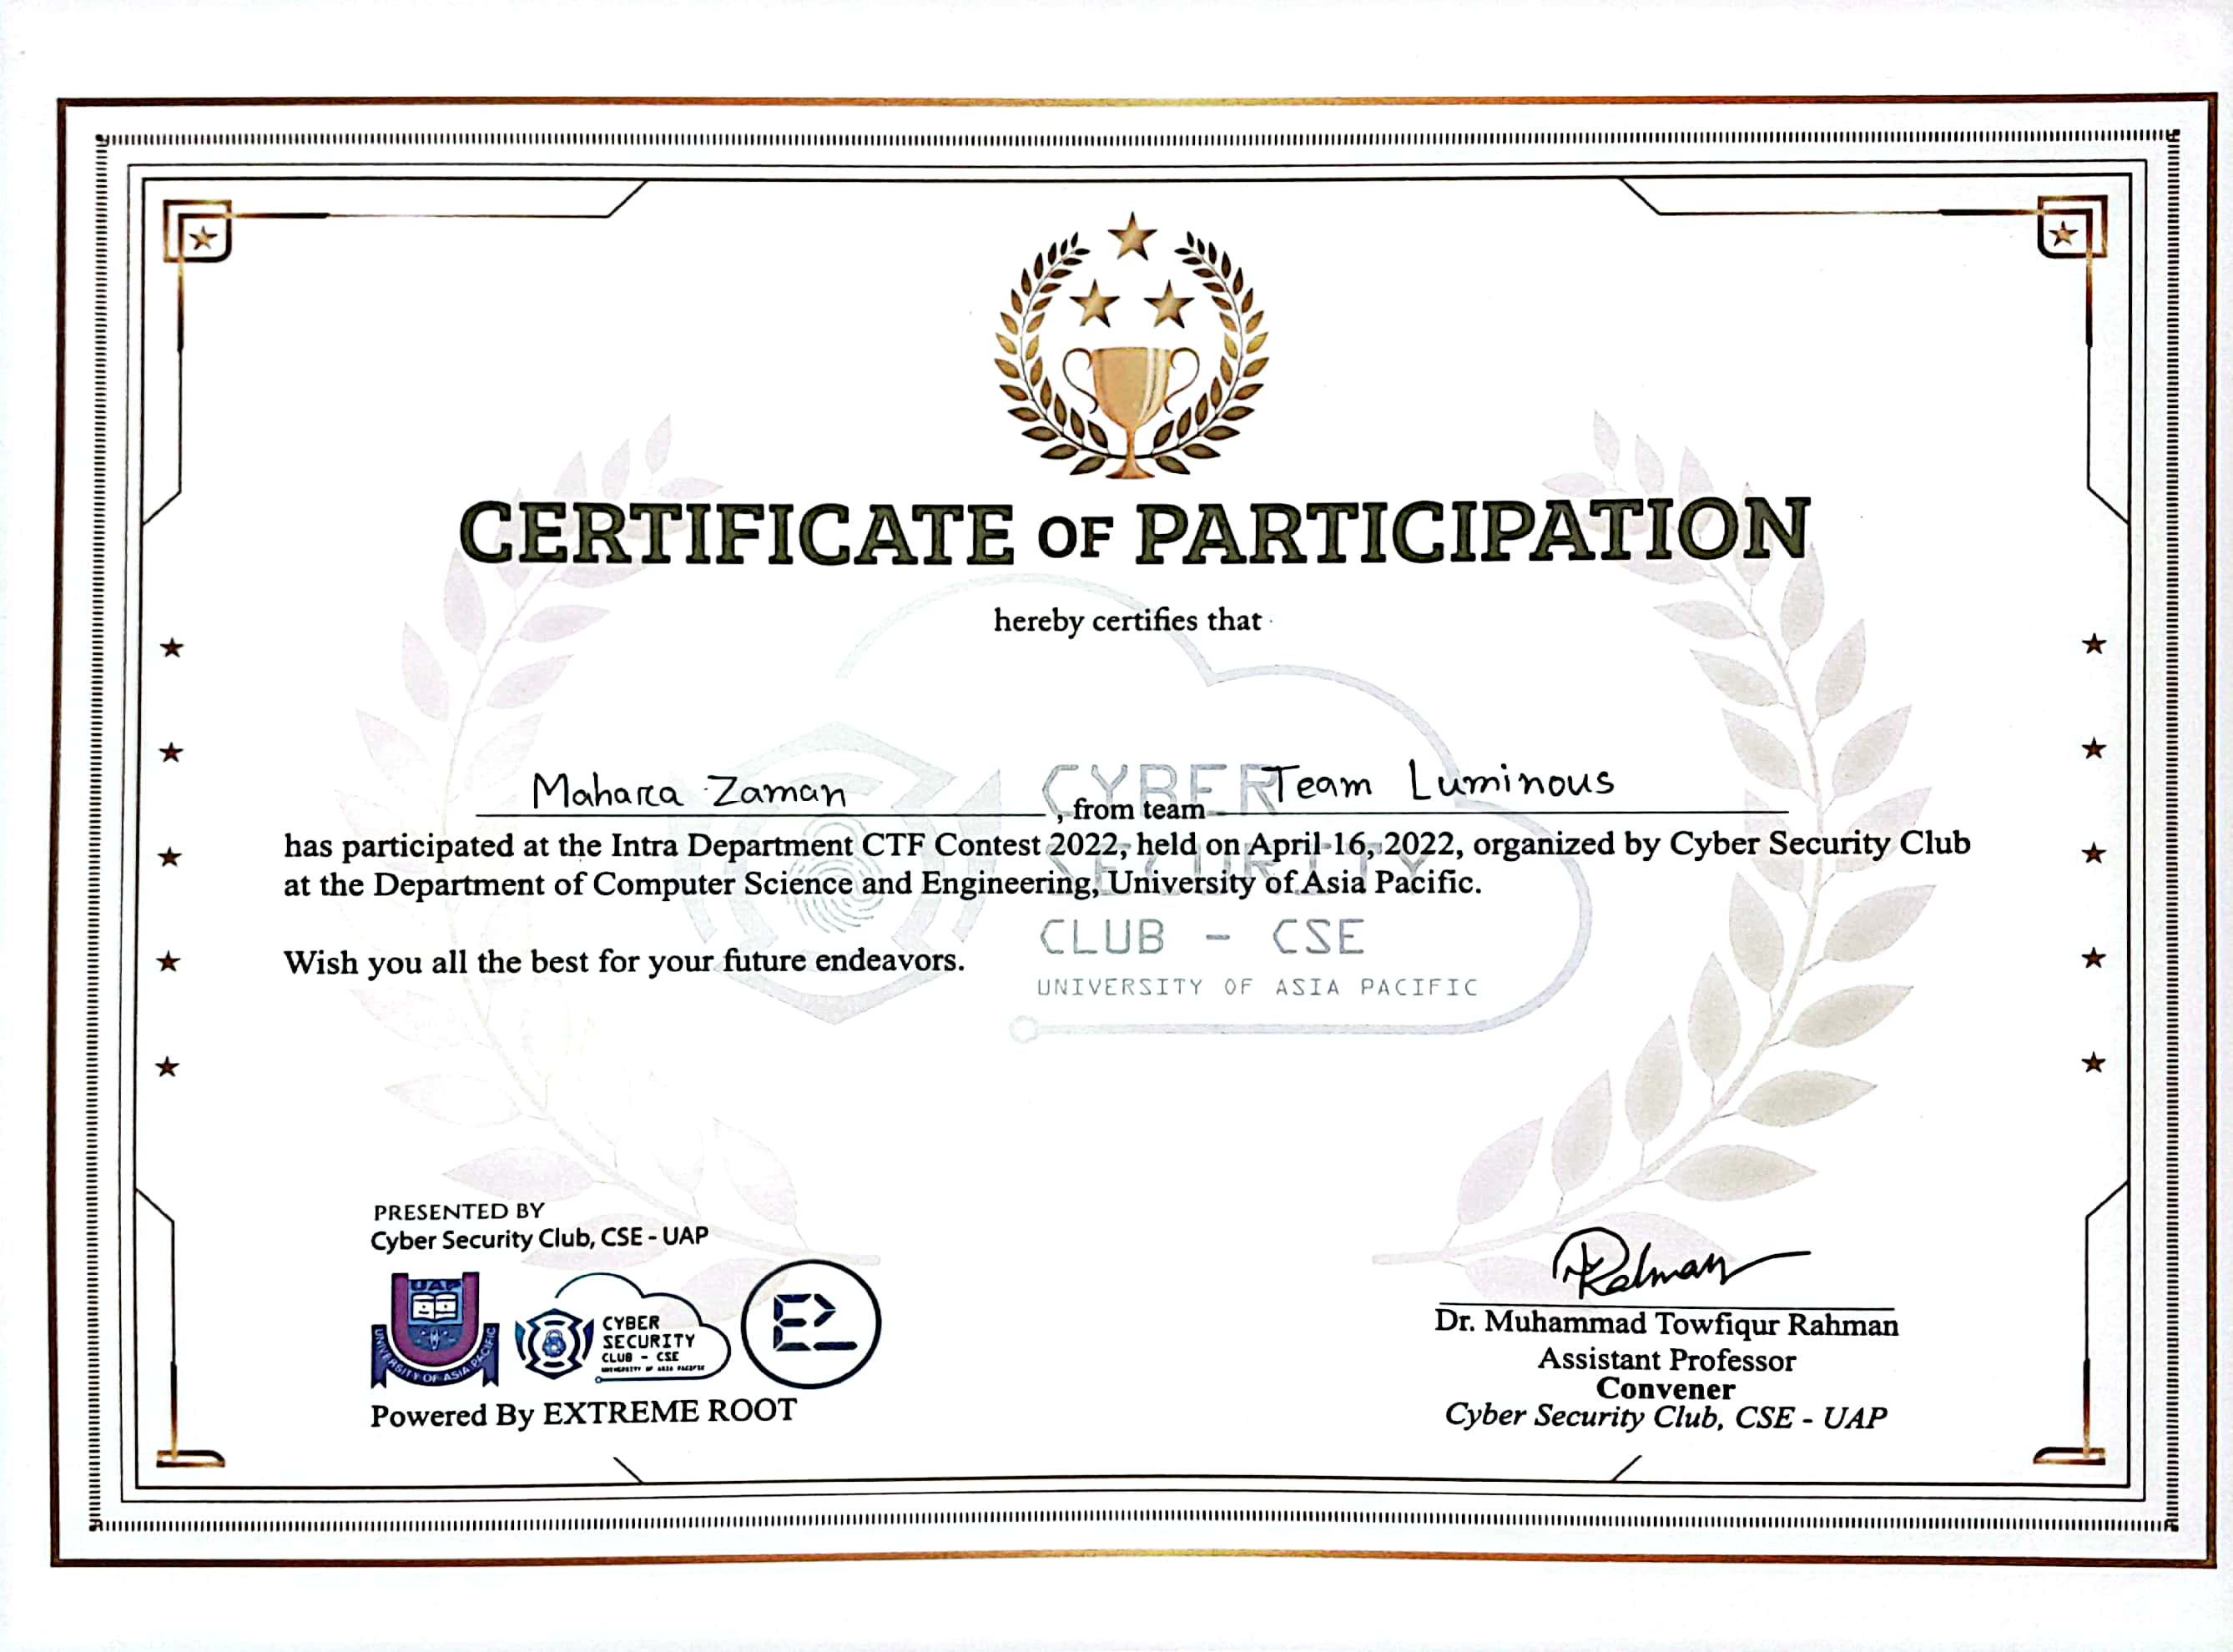 CERTIFICATE OF PARTICIPATION
hereby certifies that
Mahara Zaman, from team Team Luminous
has participated at the Intra Department CTF Contest 2022, held on April 16, 2022, organized by Cyber Security Club
at the Department of Computer Science and Engineering, University of Asia Pacific.
Wish you all the best for your future endeavors.
CYBER
SECURITY
CLUB - CSE
UNIVERSITY OF ASIA PACIFIC
PRESENTED BY
Cyber Security Club, CSE - UAP
UAP
UNIVERSITY OF ASIA PACIFIC
CYBER
SECURITY
CLUB - CSE
UNIVERSITY OF ASIA PACIFIC
Powered By EXTREME ROOT
Rahman
Dr. Muhammad Towfiqur Rahman
Assistant Professor
Convener
Cyber Security Club, CSE - UAP